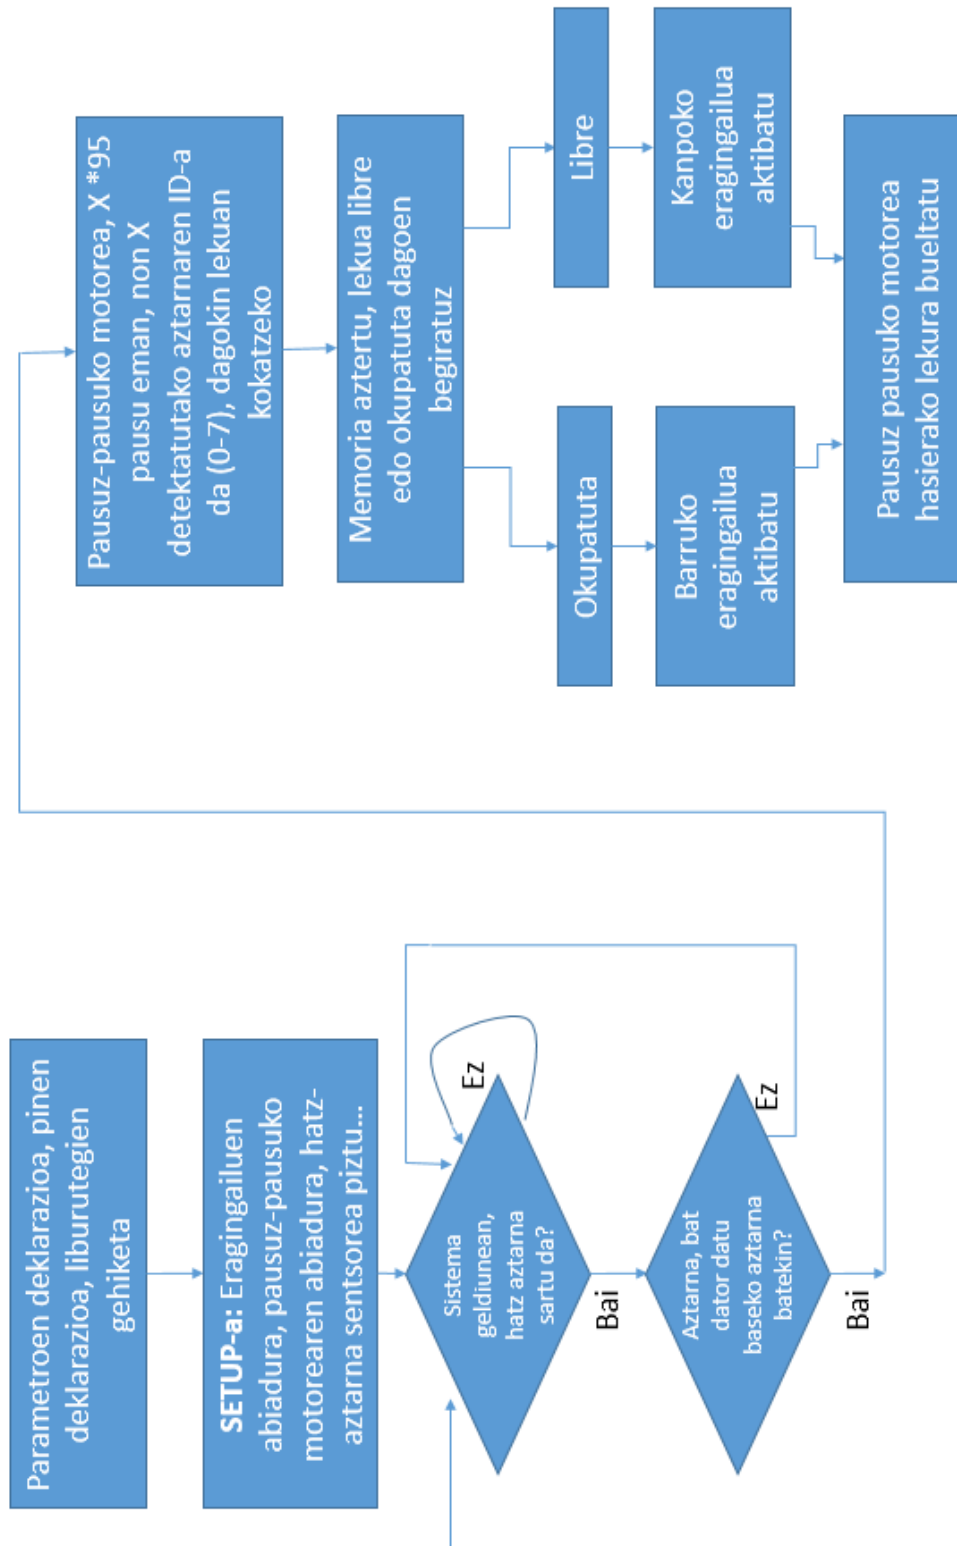 Parametroen deklarazioa, pinen
deklarazioa, liburutegien
gehiketa
SETUP-a: Eragingailuen
abiadura, pausuz-pausuko
motorearen abiadura, hatz-
aztarna sentsorea piztu...
Sistema
geldiunean,
hatz aztarna
sartu da?
Ez
Bai
Aztarna, bat
dator datu
baseko aztarna
batekin?
Ez
Bai
Pausuz-pausuko motorea, X *95
pausu eman, non X
detektatutako aztarnaren ID-a
da (0-7), dagokin lekuan
kokatzeko
Memoria aztertu, lekua libre
edo okupatuta dagoen
begiratuz
Okupatuta
Libre
Barruko
eragingailua
aktibatu
Kanpoko
eragingailua
aktibatu
Pausuz pausuko motorea
hasierako lekura bueltatu